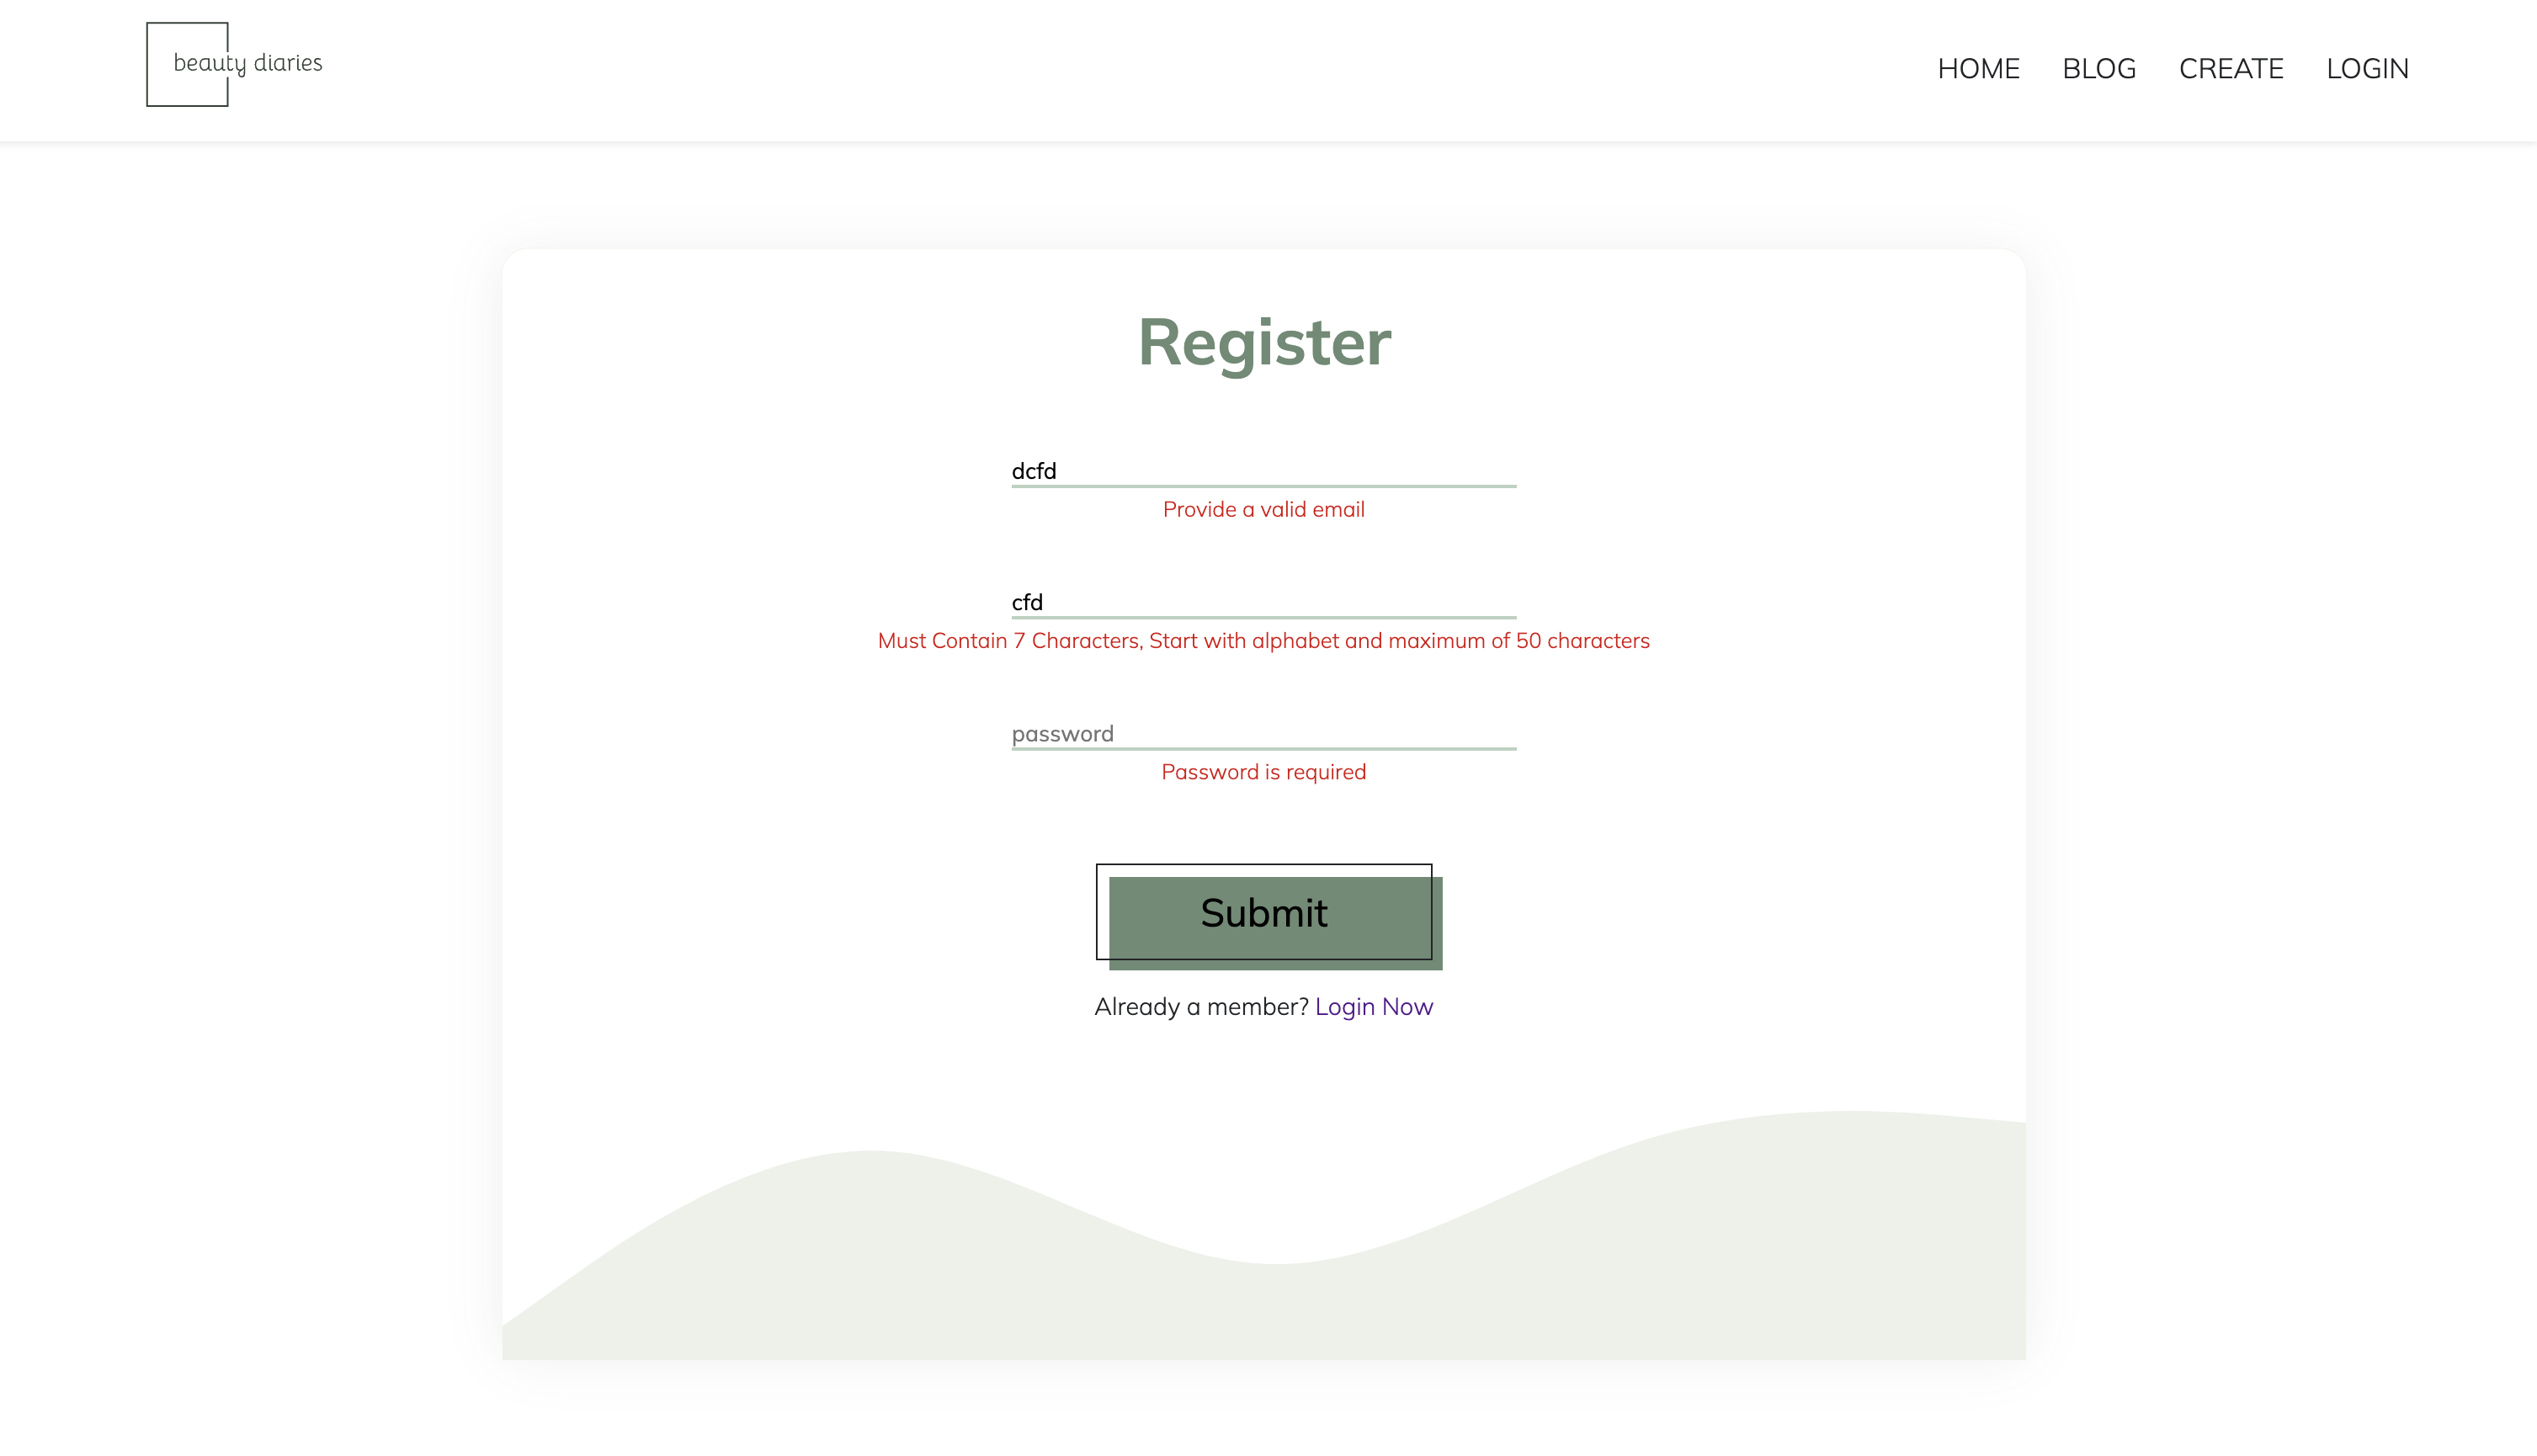 beauty diaries
HOME BLOG CREATE LOGIN
Register
dcfd
Provide a valid email
cfd
Must Contain 7 Characters, Start with alphabet and maximum of 50 characters
password
Password is required
Submit
Already a member? Login Now